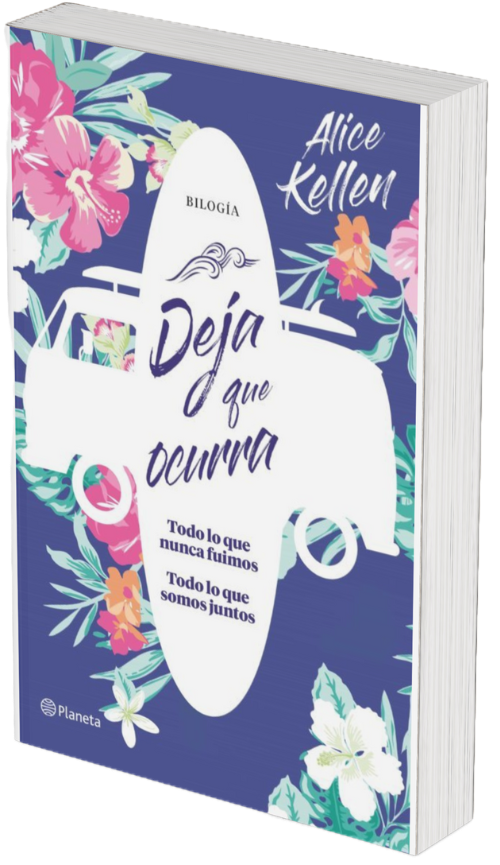 Alice
Kellen
BILOGÍA
Deja
que
ocurra
Todo lo que
nunca fuimos
Todo lo que
somos juntos
Planeta